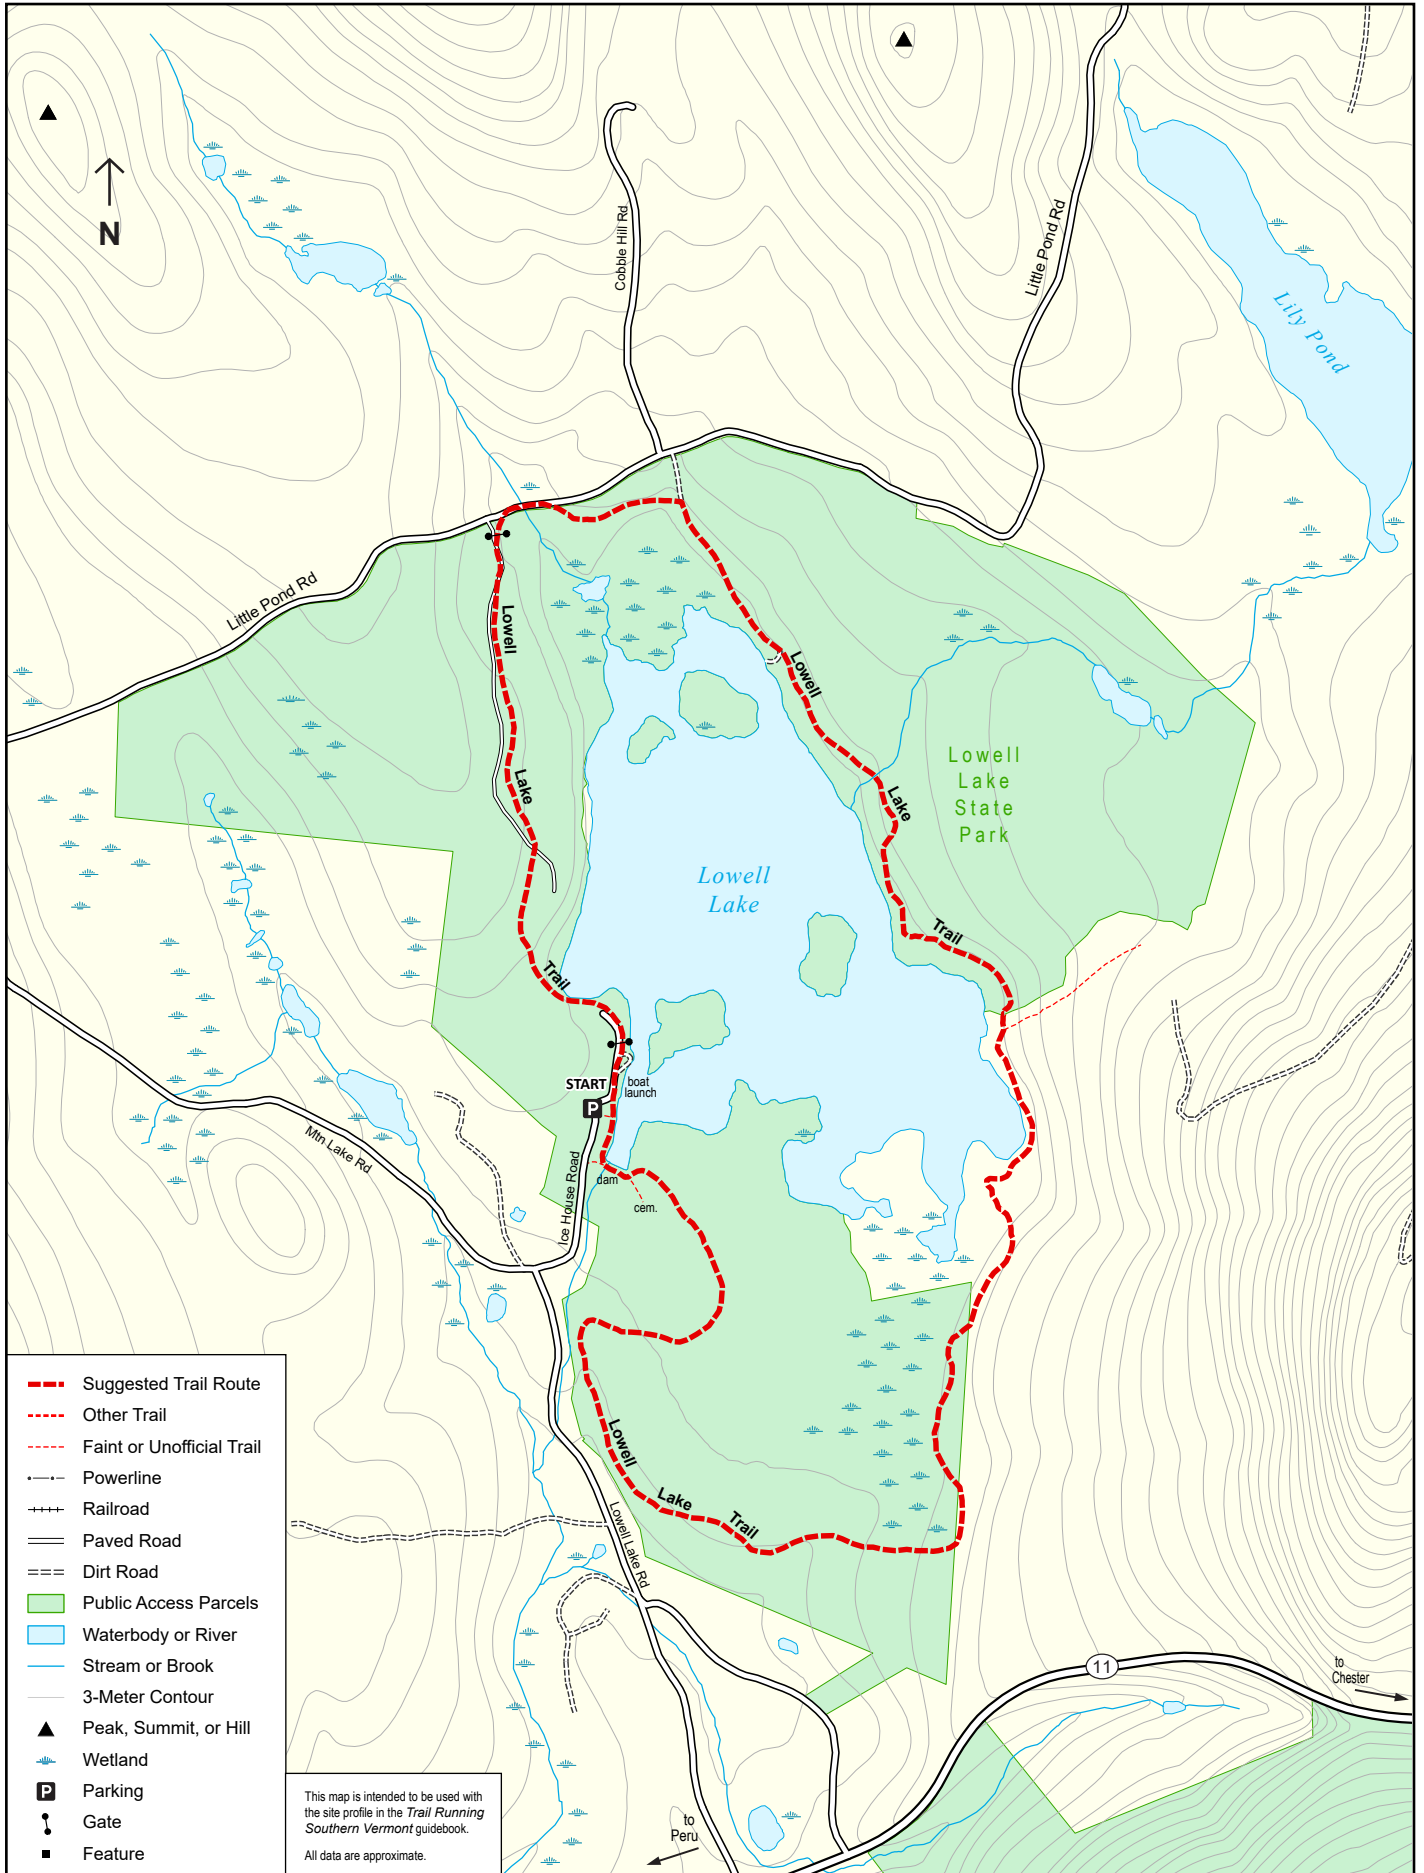 N
Cobble Hill Rd
Little Pond Rd
Lily Pond
Little Pond Rd
Lowell
Lake
Trail
Lowell
Lake
Trail
Lowell
Lake
State
Park
Lowell
Lake
START
P
boat
launch
dam
cem.
Ice House Road
Mtn Lake Rd
Lowell
Lake
Trail
Lowell Lake Rd
11
to
Chester
to
Peru
Suggested Trail Route
Other Trail
Faint or Unofficial Trail
Powerline
Railroad
Paved Road
Dirt Road
Public Access Parcels
Waterbody or River
Stream or Brook
3-Meter Contour
Peak, Summit, or Hill
Wetland
P Parking
Gate
Feature
This map is intended to be used with
the site profile in the Trail Running
Southern Vermont guidebook.
All data are approximate.